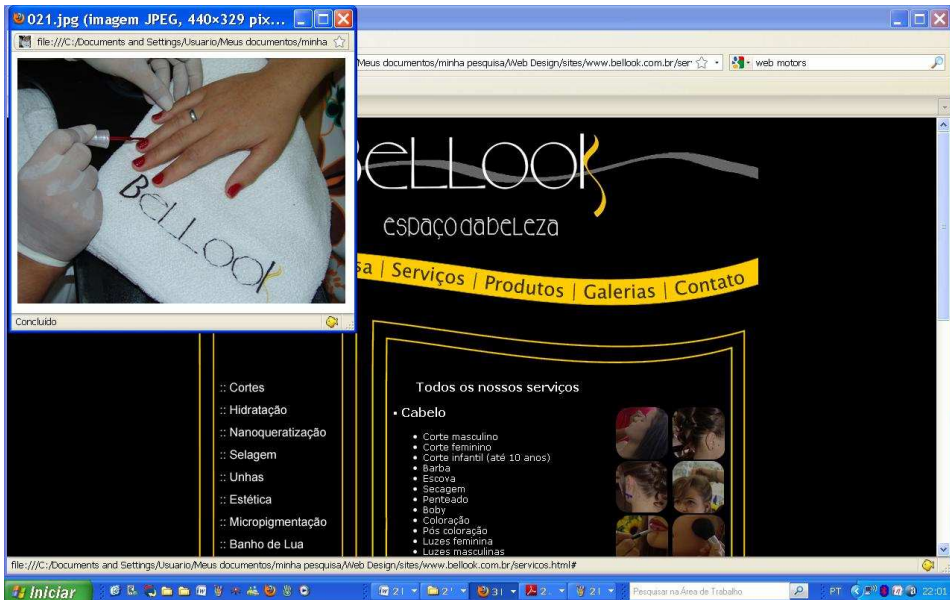 021.jpg (imagem JPEG, 440×329 pix...
file:///C:/Documents and Settings/Usuario/Meus documentos/minha
BELLOOK
Concluído
Meus documentos/minha pesquisa/Web Design/sites/www.bellook.com.br/ser
web motors
BELLOOK
espaço da beleza
sa | Serviços | Produtos | Galerias | Contato
:: Cortes
:: Hidratação
:: Nanoqueratização
:: Selagem
:: Unhas
:: Estética
:: Micropigmentação
:: Banho de Lua
Todos os nossos serviços
• Cabelo
• Corte masculino
• Corte feminino
• Corte infantil (até 10 anos)
• Barba
• Escova
• Secagem
• Penteado
• Boby
• Coloração
• Pós coloração
• Luzes feminina
• Luzes masculinas
file:///C:/Documents and Settings/Usuario/Meus documentos/minha pesquisa/Web Design/sites/www.bellook.com.br/servicos.html#
Iniciar
Pesquisar na Área de Trabalho
PT
22:01